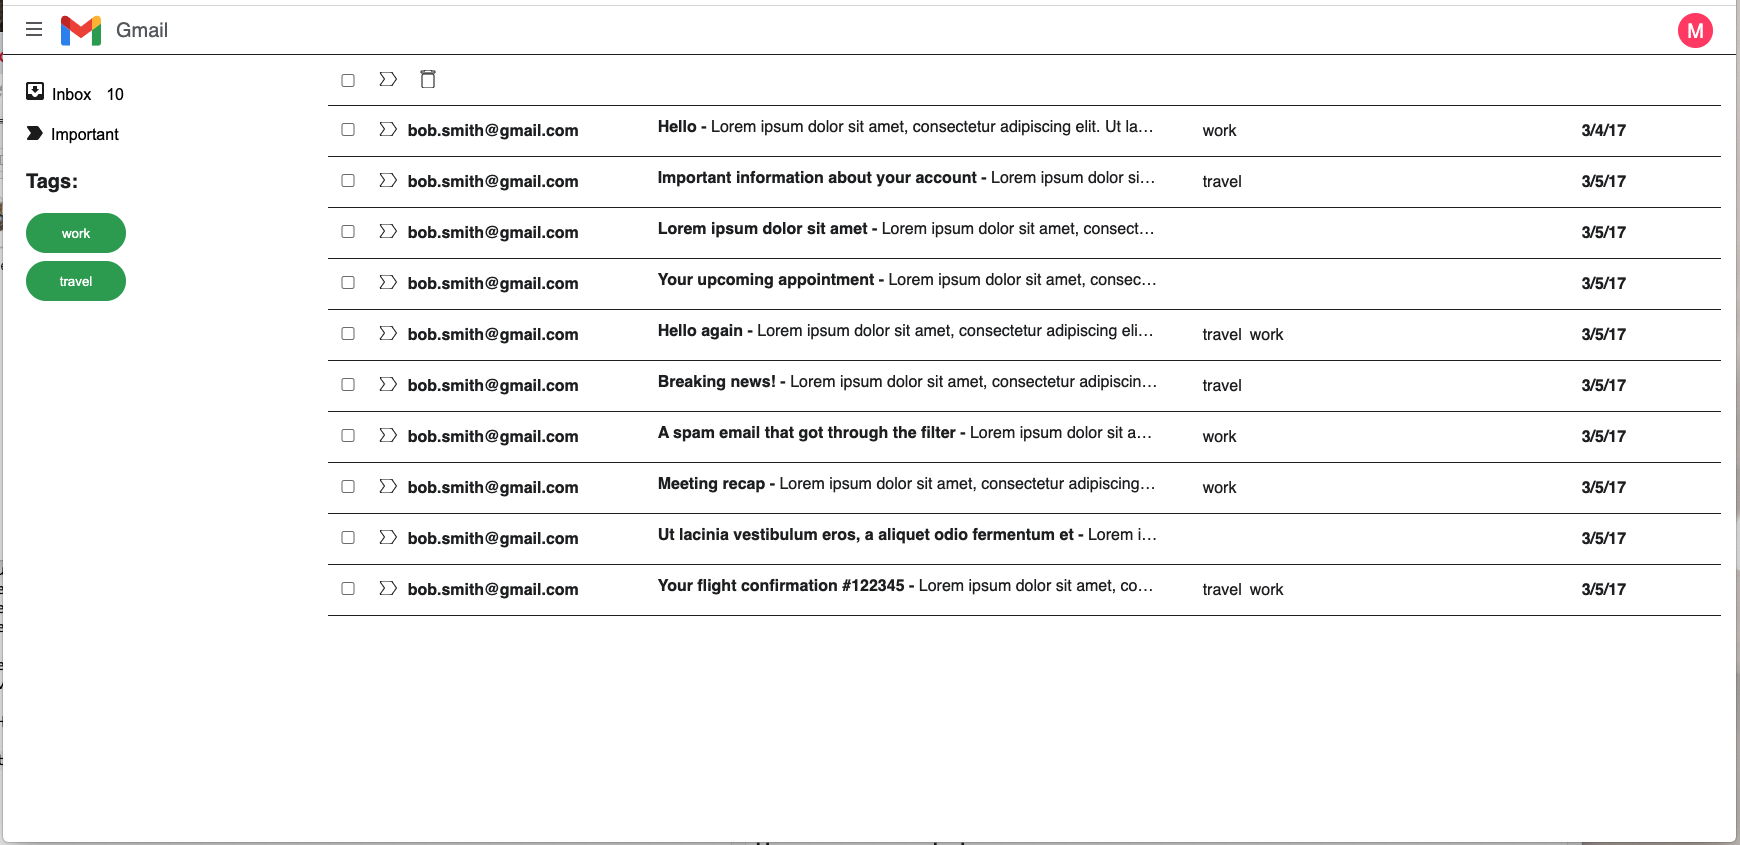 Gmail
M
Inbox 10
Important
Tags:
work
travel
bob.smith@gmail.com Hello - Lorem ipsum dolor sit amet, consectetur adipiscing elit. Ut la… work 3/4/17
bob.smith@gmail.com Important information about your account - Lorem ipsum dolor si… travel 3/5/17
bob.smith@gmail.com Lorem ipsum dolor sit amet - Lorem ipsum dolor sit amet, consect… 3/5/17
bob.smith@gmail.com Your upcoming appointment - Lorem ipsum dolor sit amet, consec… 3/5/17
bob.smith@gmail.com Hello again - Lorem ipsum dolor sit amet, consectetur adipiscing eli… travel work 3/5/17
bob.smith@gmail.com Breaking news! - Lorem ipsum dolor sit amet, consectetur adipiscin… travel 3/5/17
bob.smith@gmail.com A spam email that got through the filter - Lorem ipsum dolor sit a… work 3/5/17
bob.smith@gmail.com Meeting recap - Lorem ipsum dolor sit amet, consectetur adipiscing… work 3/5/17
bob.smith@gmail.com Ut lacinia vestibulum eros, a aliquet odio fermentum et - Lorem i… 3/5/17
bob.smith@gmail.com Your flight confirmation #122345 - Lorem ipsum dolor sit amet, co… travel work 3/5/17